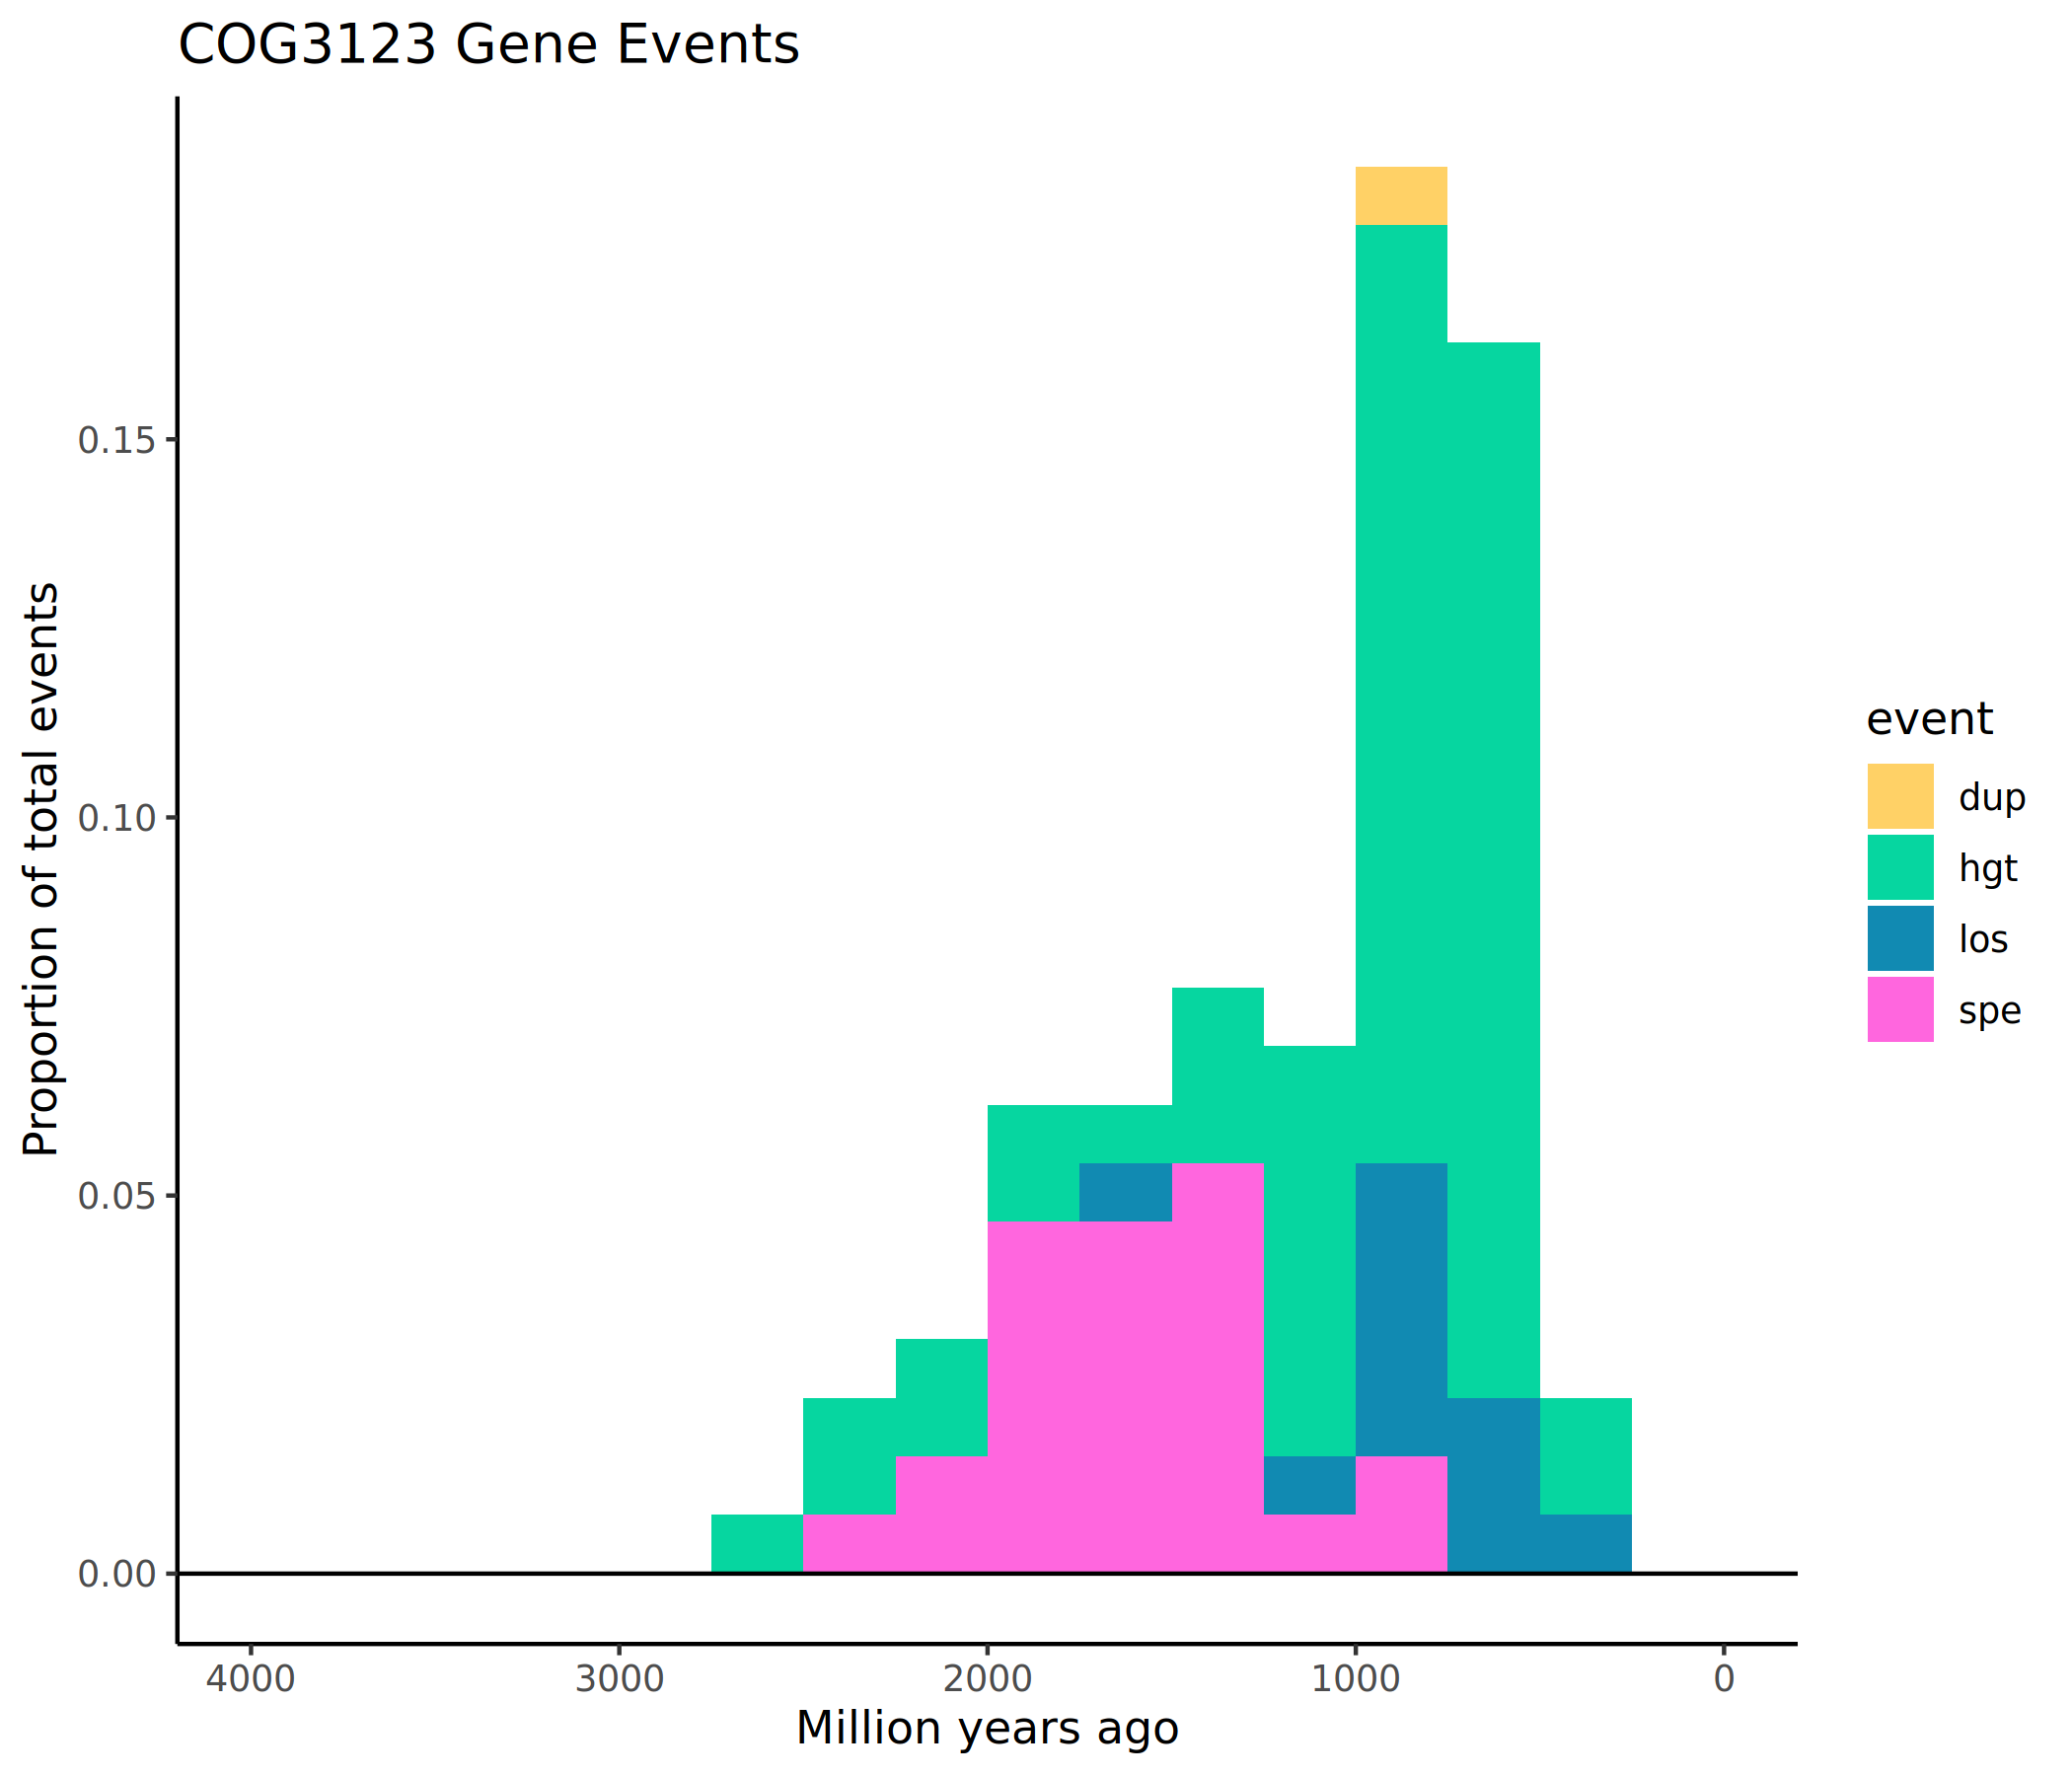 COG3123 Gene Events
Proportion of total events
0.15
0.10
0.05
0.00
4000 3000 2000 1000 0
Million years ago
event
dup
hgt
los
spe